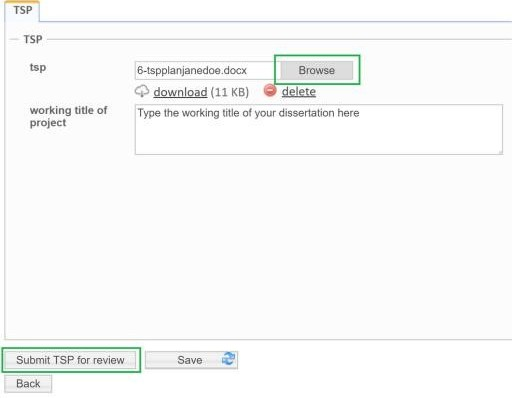 TSP
TSP
tsp
6-tspplanjanedoe.docx
Browse
download (11 KB)
delete
working title of
project
Type the working title of your dissertation here
Submit TSP for review
Save
Back